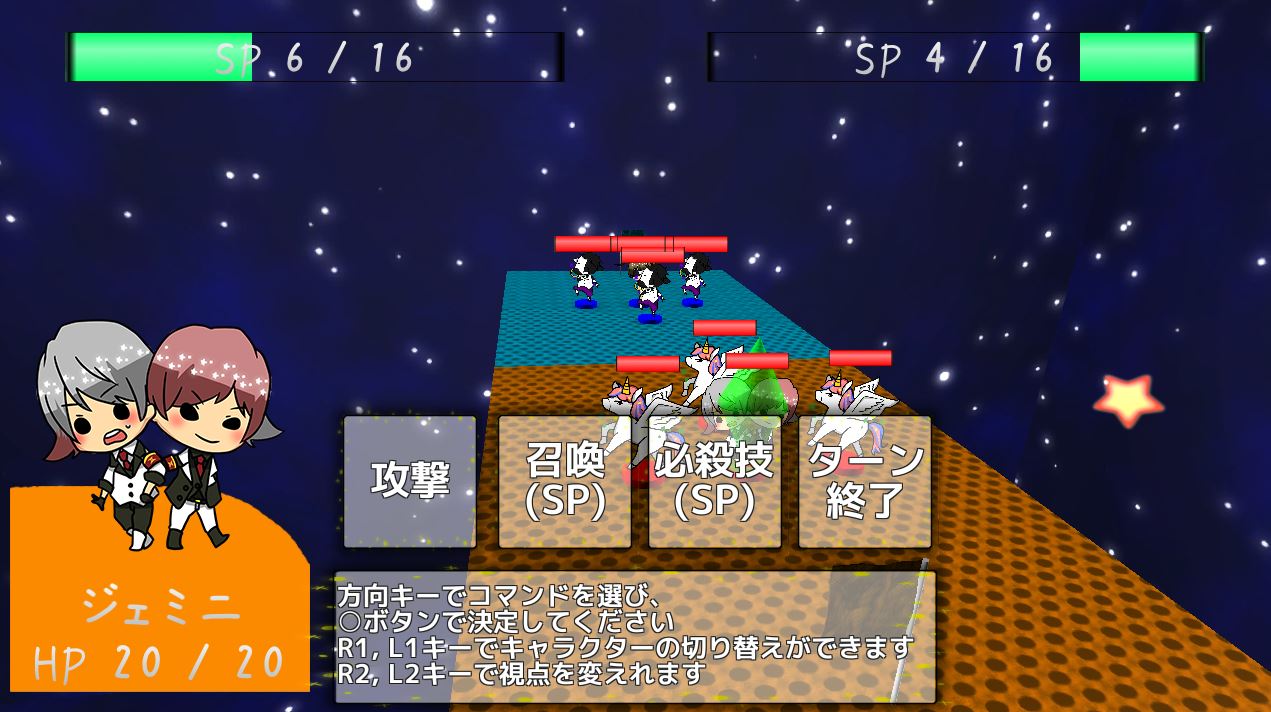 SP 6 / 16
SP 4 / 16
攻撃
召喚
(SP)
必殺技
(SP)
ターン
終了
ジェミニ
HP 20 / 20
方向キーでコマンドを選び、
○ボタンで決定してください
R1, L1キーでキャラクターの切り替えができます
R2, L2キーで視点を変えれます